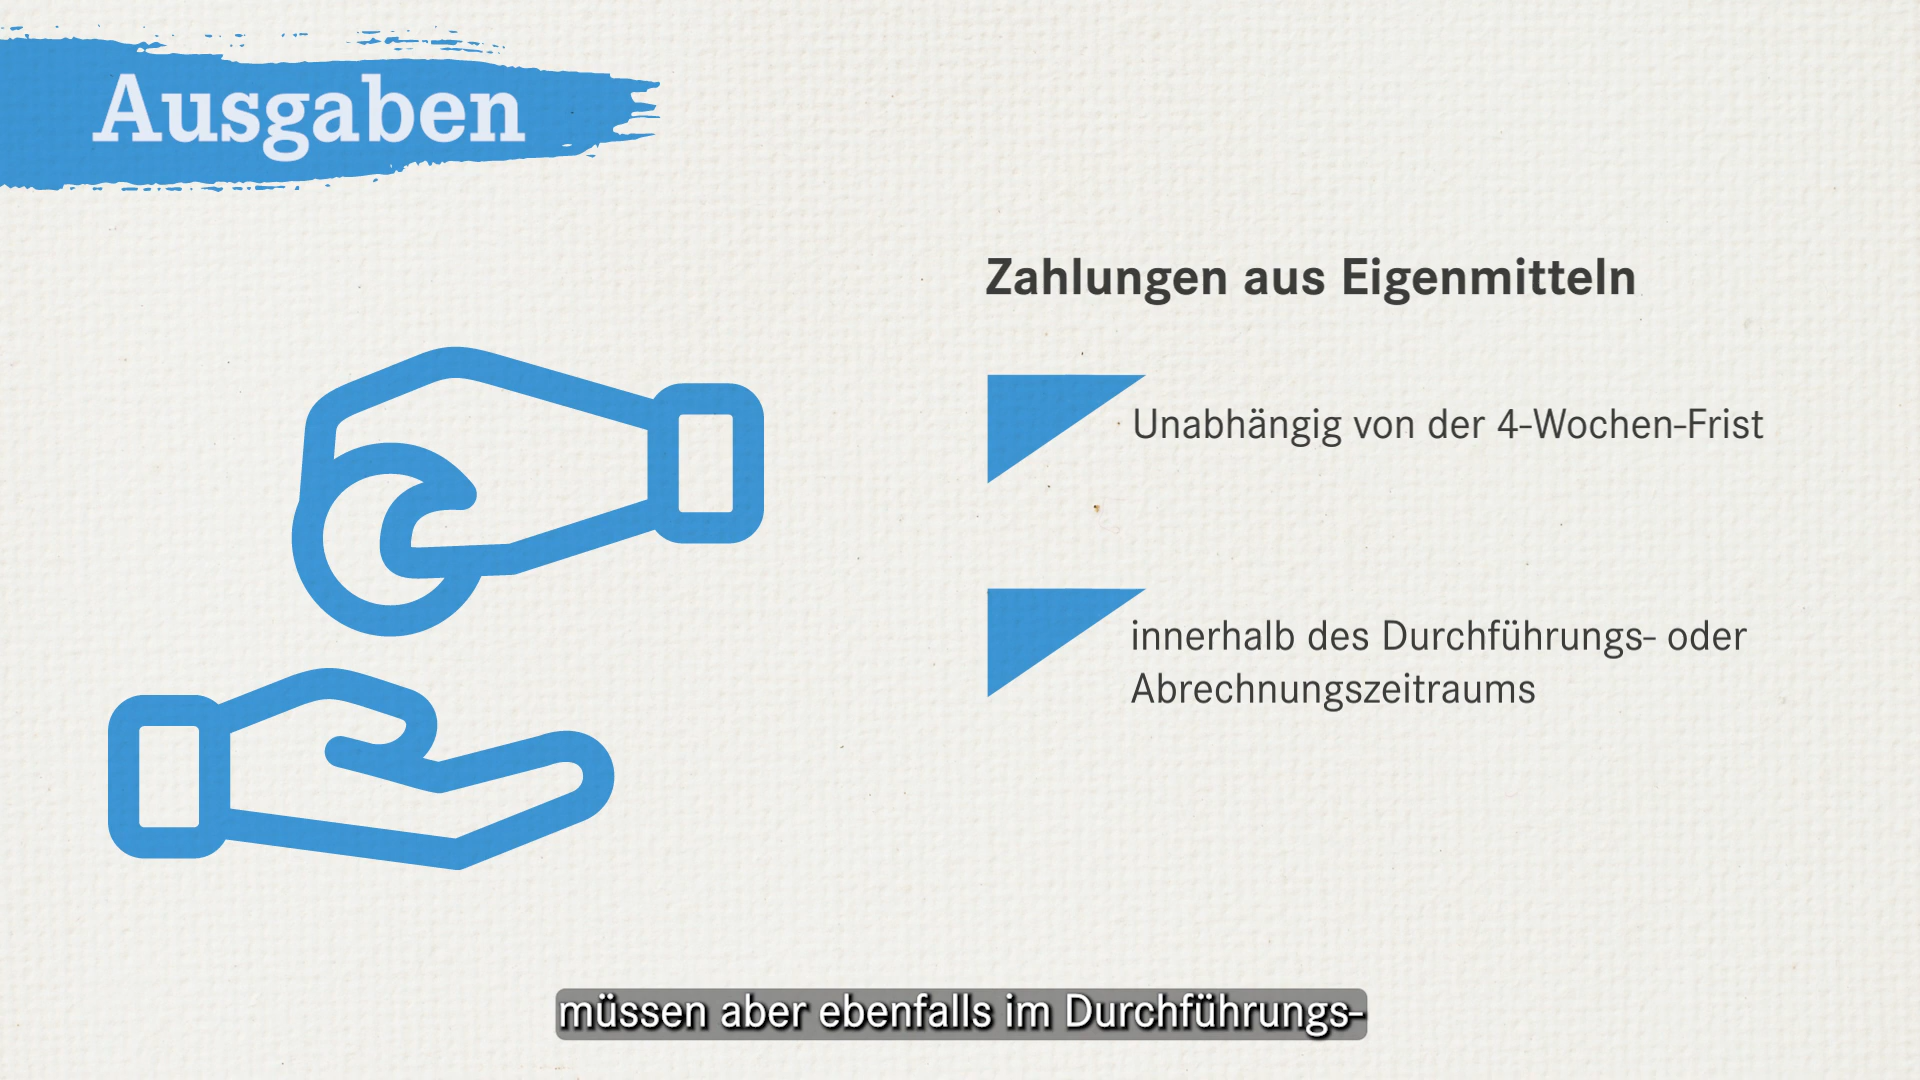 Ausgaben
Zahlungen aus Eigenmitteln
Unabhängig von der 4-Wochen-Frist
innerhalb des Durchführungs- oder
Abrechnungszeitraums
müssen aber ebenfalls im Durchführungs-